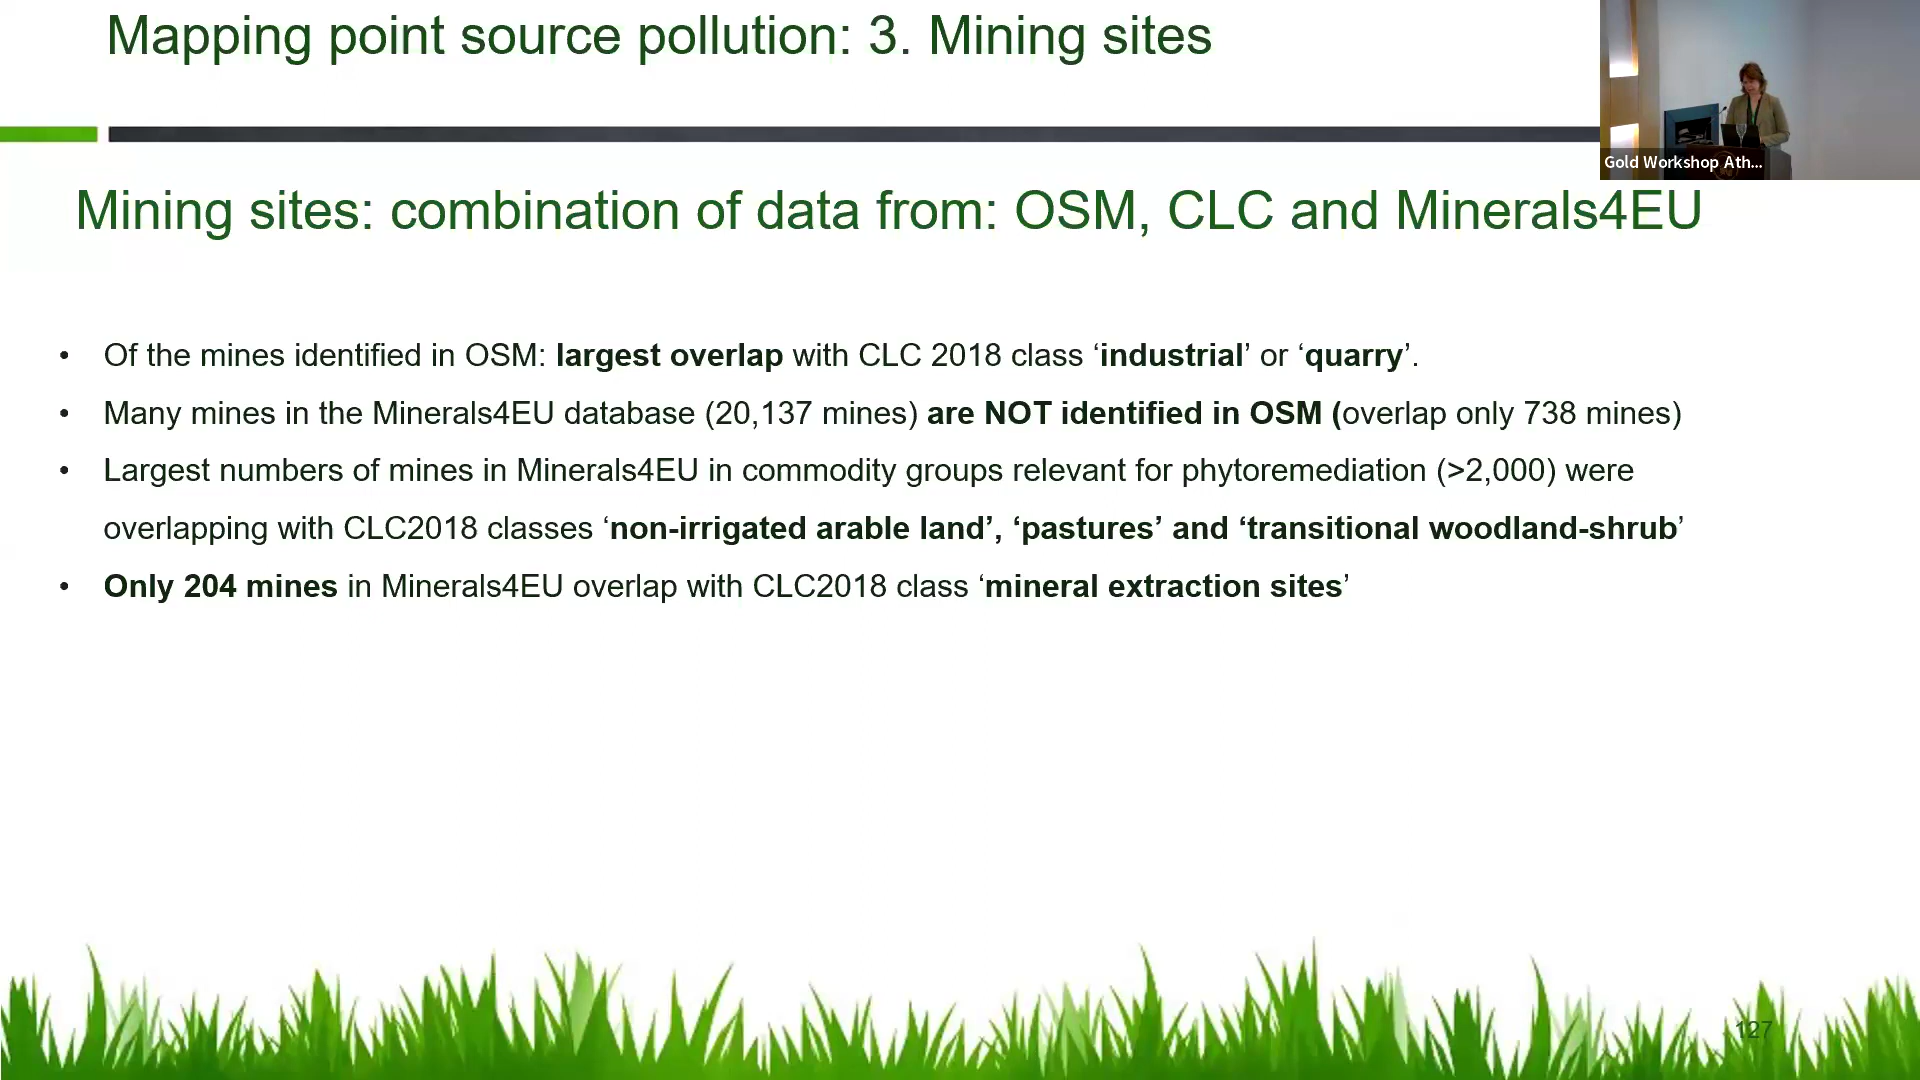 Mapping point source pollution: 3. Mining sites
Gold Workshop Ath...
Mining sites: combination of data from: OSM, CLC and Minerals4EU
• Of the mines identified in OSM: largest overlap with CLC 2018 class ‘industrial’ or ‘quarry’.
• Many mines in the Minerals4EU database (20,137 mines) are NOT identified in OSM (overlap only 738 mines)
• Largest numbers of mines in Minerals4EU in commodity groups relevant for phytoremediation (>2,000) were
overlapping with CLC2018 classes ‘non-irrigated arable land’, ‘pastures’ and ‘transitional woodland-shrub’
• Only 204 mines in Minerals4EU overlap with CLC2018 class ‘mineral extraction sites’
127